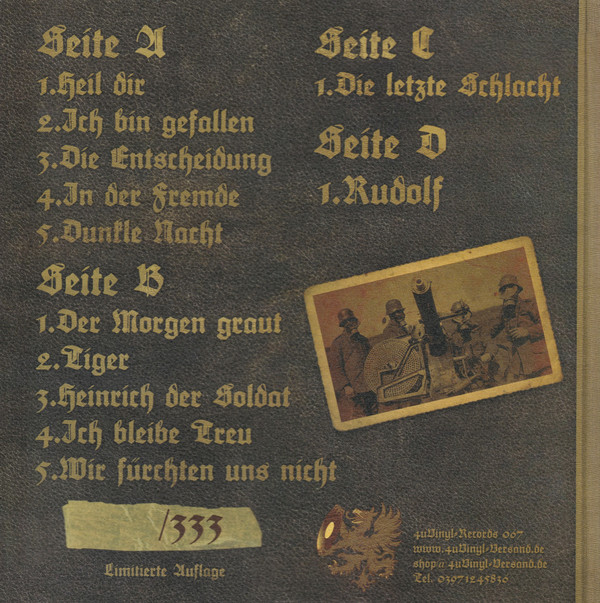 Seite A
1.Heil dir
2.Ich bin gefallen
3.Die Entscheidung
4.In der Fremde
5.Dunkle Nacht
Seite B
1.Der Morgen graut
2.Tiger
3.Heinrich der Soldat
4.Ich bleibe Treu
5.Wir fürchten uns nicht
/333
Limitierte Auflage
Seite C
1.Die letzte Schlacht
Seite D
1.Rudolf
4uVinyl-Records 007
www.4uVinyl-Versand.de
shop@4uVinyl-Versand.de
Tel. 03971245836